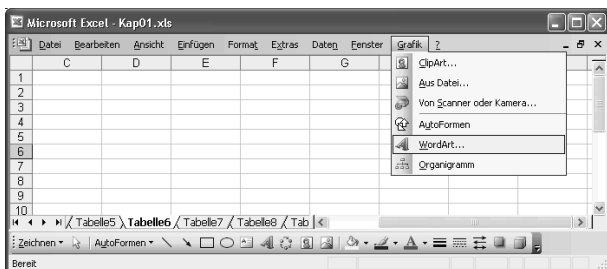 Microsoft Excel - Kap01.xls
Datei Bearbeiten Ansicht Einfügen Format Extras Daten Fenster Grafik ?
C D E F G
ClipArt...
Aus Datei...
Von Scanner oder Kamera...
AutoFormen
WordArt...
Organigramm
1
2
3
4
5
6
7
8
9
10
Tabelle5 Tabelle6 Tabelle7 Tabelle8 Tab
Zeichnen AutoFormen
Bereit